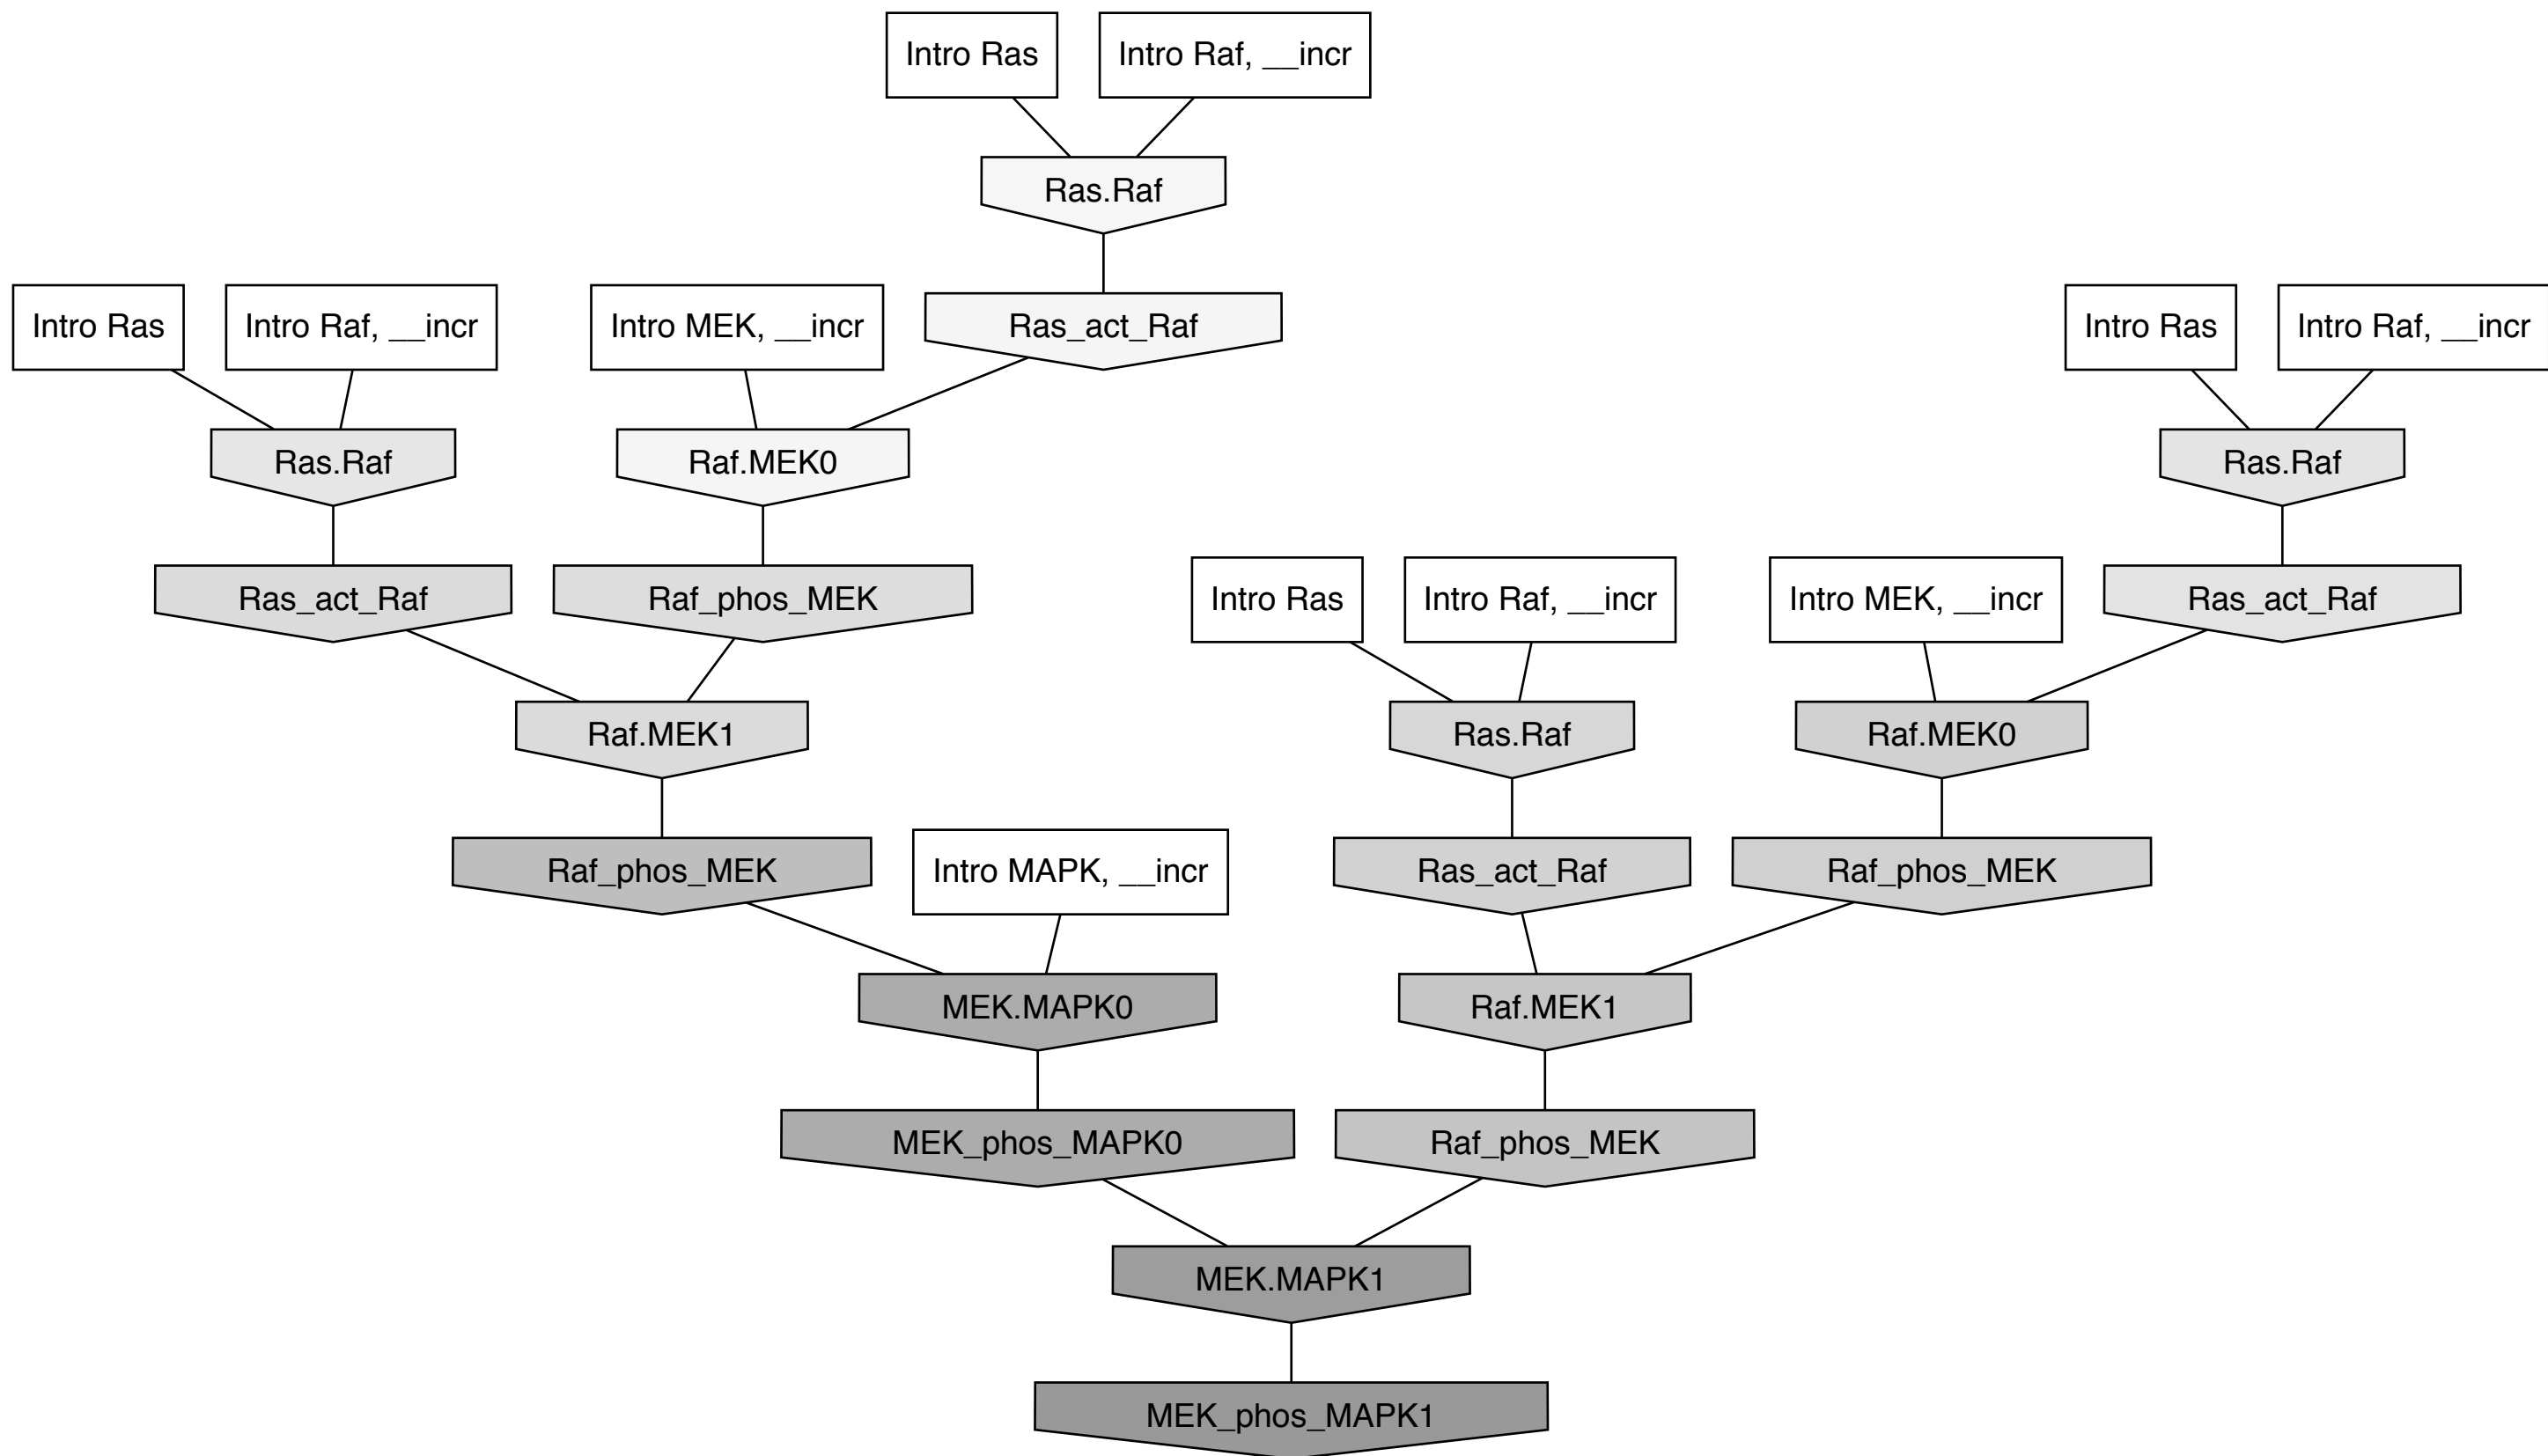 Intro Ras
Intro Raf, __incr
Ras.Raf
Intro Ras
Intro Raf, __incr
Intro MEK, __incr
Ras_act_Raf
Intro Ras
Intro Raf, __incr
Ras.Raf
Raf.MEK0
Ras.Raf
Ras_act_Raf
Raf_phos_MEK
Intro Ras
Intro Raf, __incr
Intro MEK, __incr
Ras_act_Raf
Raf.MEK1
Ras.Raf
Raf.MEK0
Raf_phos_MEK
Intro MAPK, __incr
Ras_act_Raf
Raf_phos_MEK
MEK.MAPK0
Raf.MEK1
MEK_phos_MAPK0
Raf_phos_MEK
MEK.MAPK1
MEK_phos_MAPK1